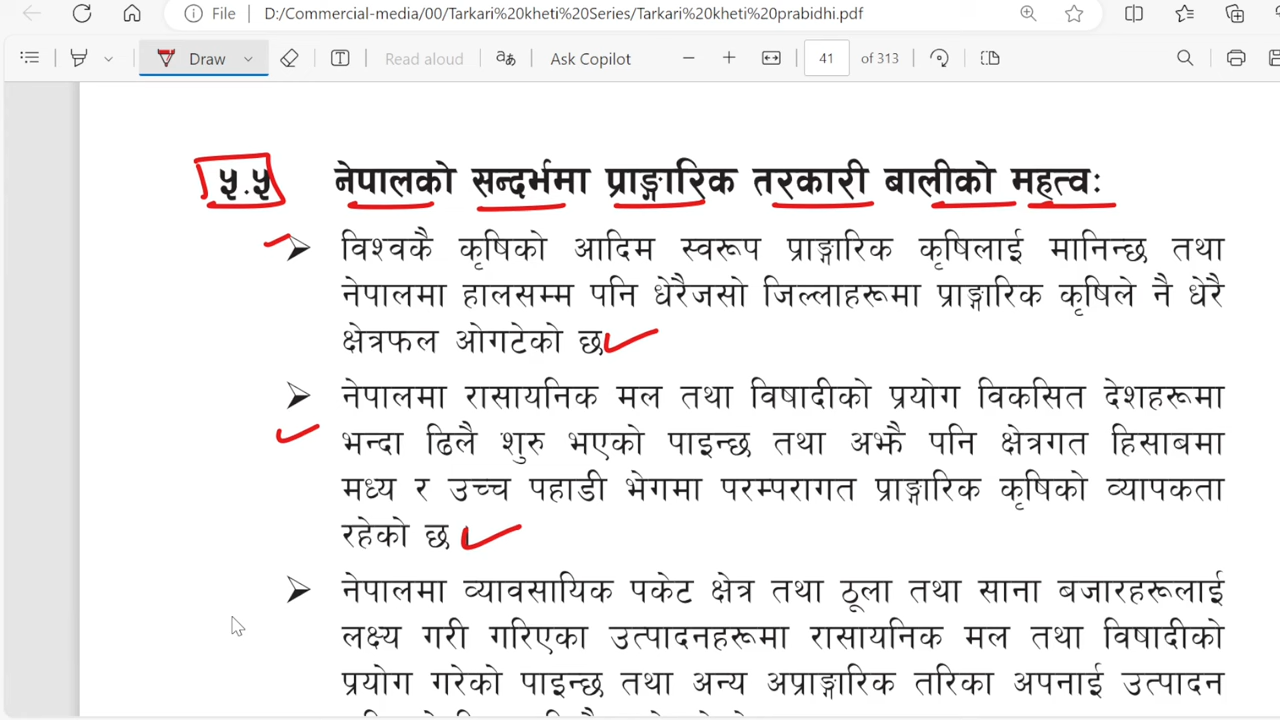 File D:/Commercial-media/00/Tarkari%20kheti%20Series/Tarkari%20kheti%20prabidhi.pdf
Draw Read aloud Ask Copilot 41 of 313
५.५ नेपालको सन्दर्भमा प्राङ्गारिक तरकारी बालीको महत्वः
विश्वकै कृषिको आदिम स्वरूप प्राङ्गारिक कृषिलाई मानिन्छ तथा
नेपालमा हालसम्म पनि धेरैजसो जिल्लाहरूमा प्राङ्गारिक कृषिले नै धेरै
क्षेत्रफल ओगटेको छ
नेपालमा रासायनिक मल तथा विषादीको प्रयोग विकसित देशहरूमा
भन्दा ढिलै शुरु भएको पाइन्छ तथा अझै पनि क्षेत्रगत हिसाबमा
मध्य र उच्च पहाडी भेगमा परम्परागत प्राङ्गारिक कृषिको व्यापकता
रहेको छ
नेपालमा व्यावसायिक पकेट क्षेत्र तथा ठूला तथा साना बजारहरूलाई
लक्ष्य गरी गरिएका उत्पादनहरूमा रासायनिक मल तथा विषादीको
प्रयोग गरेको पाइन्छ तथा अन्य अप्राङ्गारिक तरिका अपनाई उत्पादन